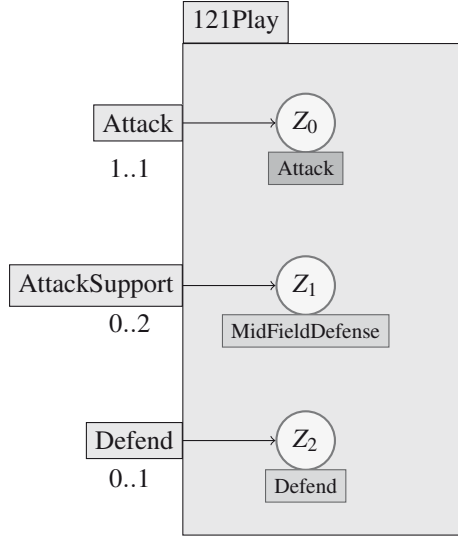 121Play
Attack
1..1
Z0
Attack
AttackSupport
0..2
Z1
MidFieldDefense
Defend
0..1
Z2
Defend